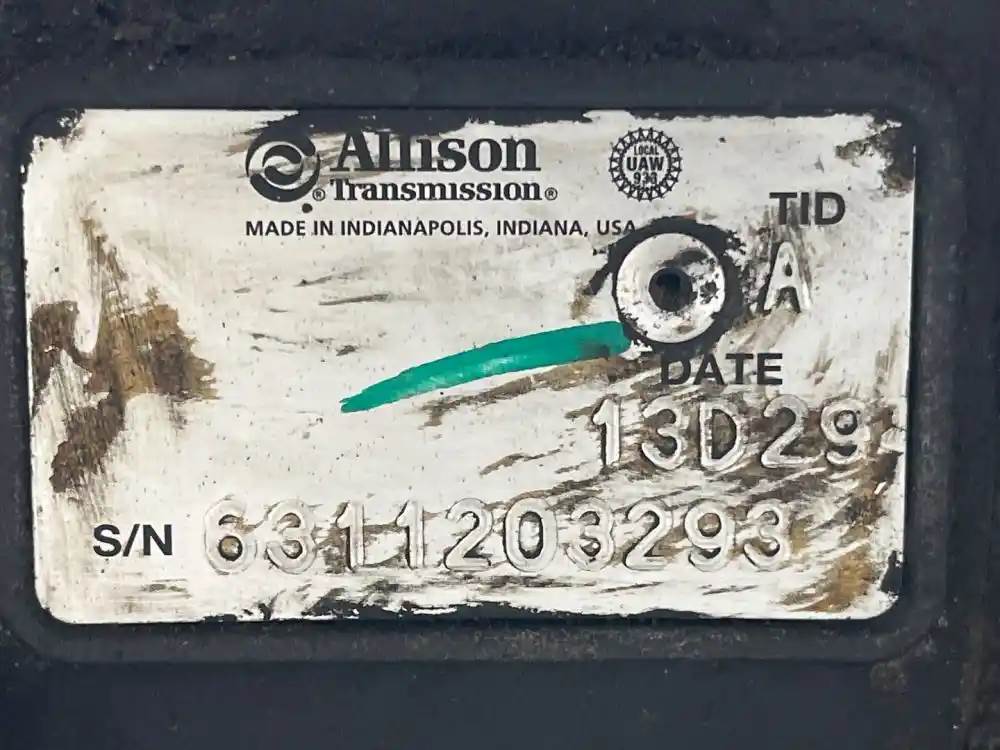 Allison
Transmission®
®
LOCAL
UAW
933
MADE IN INDIANAPOLIS, INDIANA, USA
TID
A
DATE
13D29
S/N 6311203293